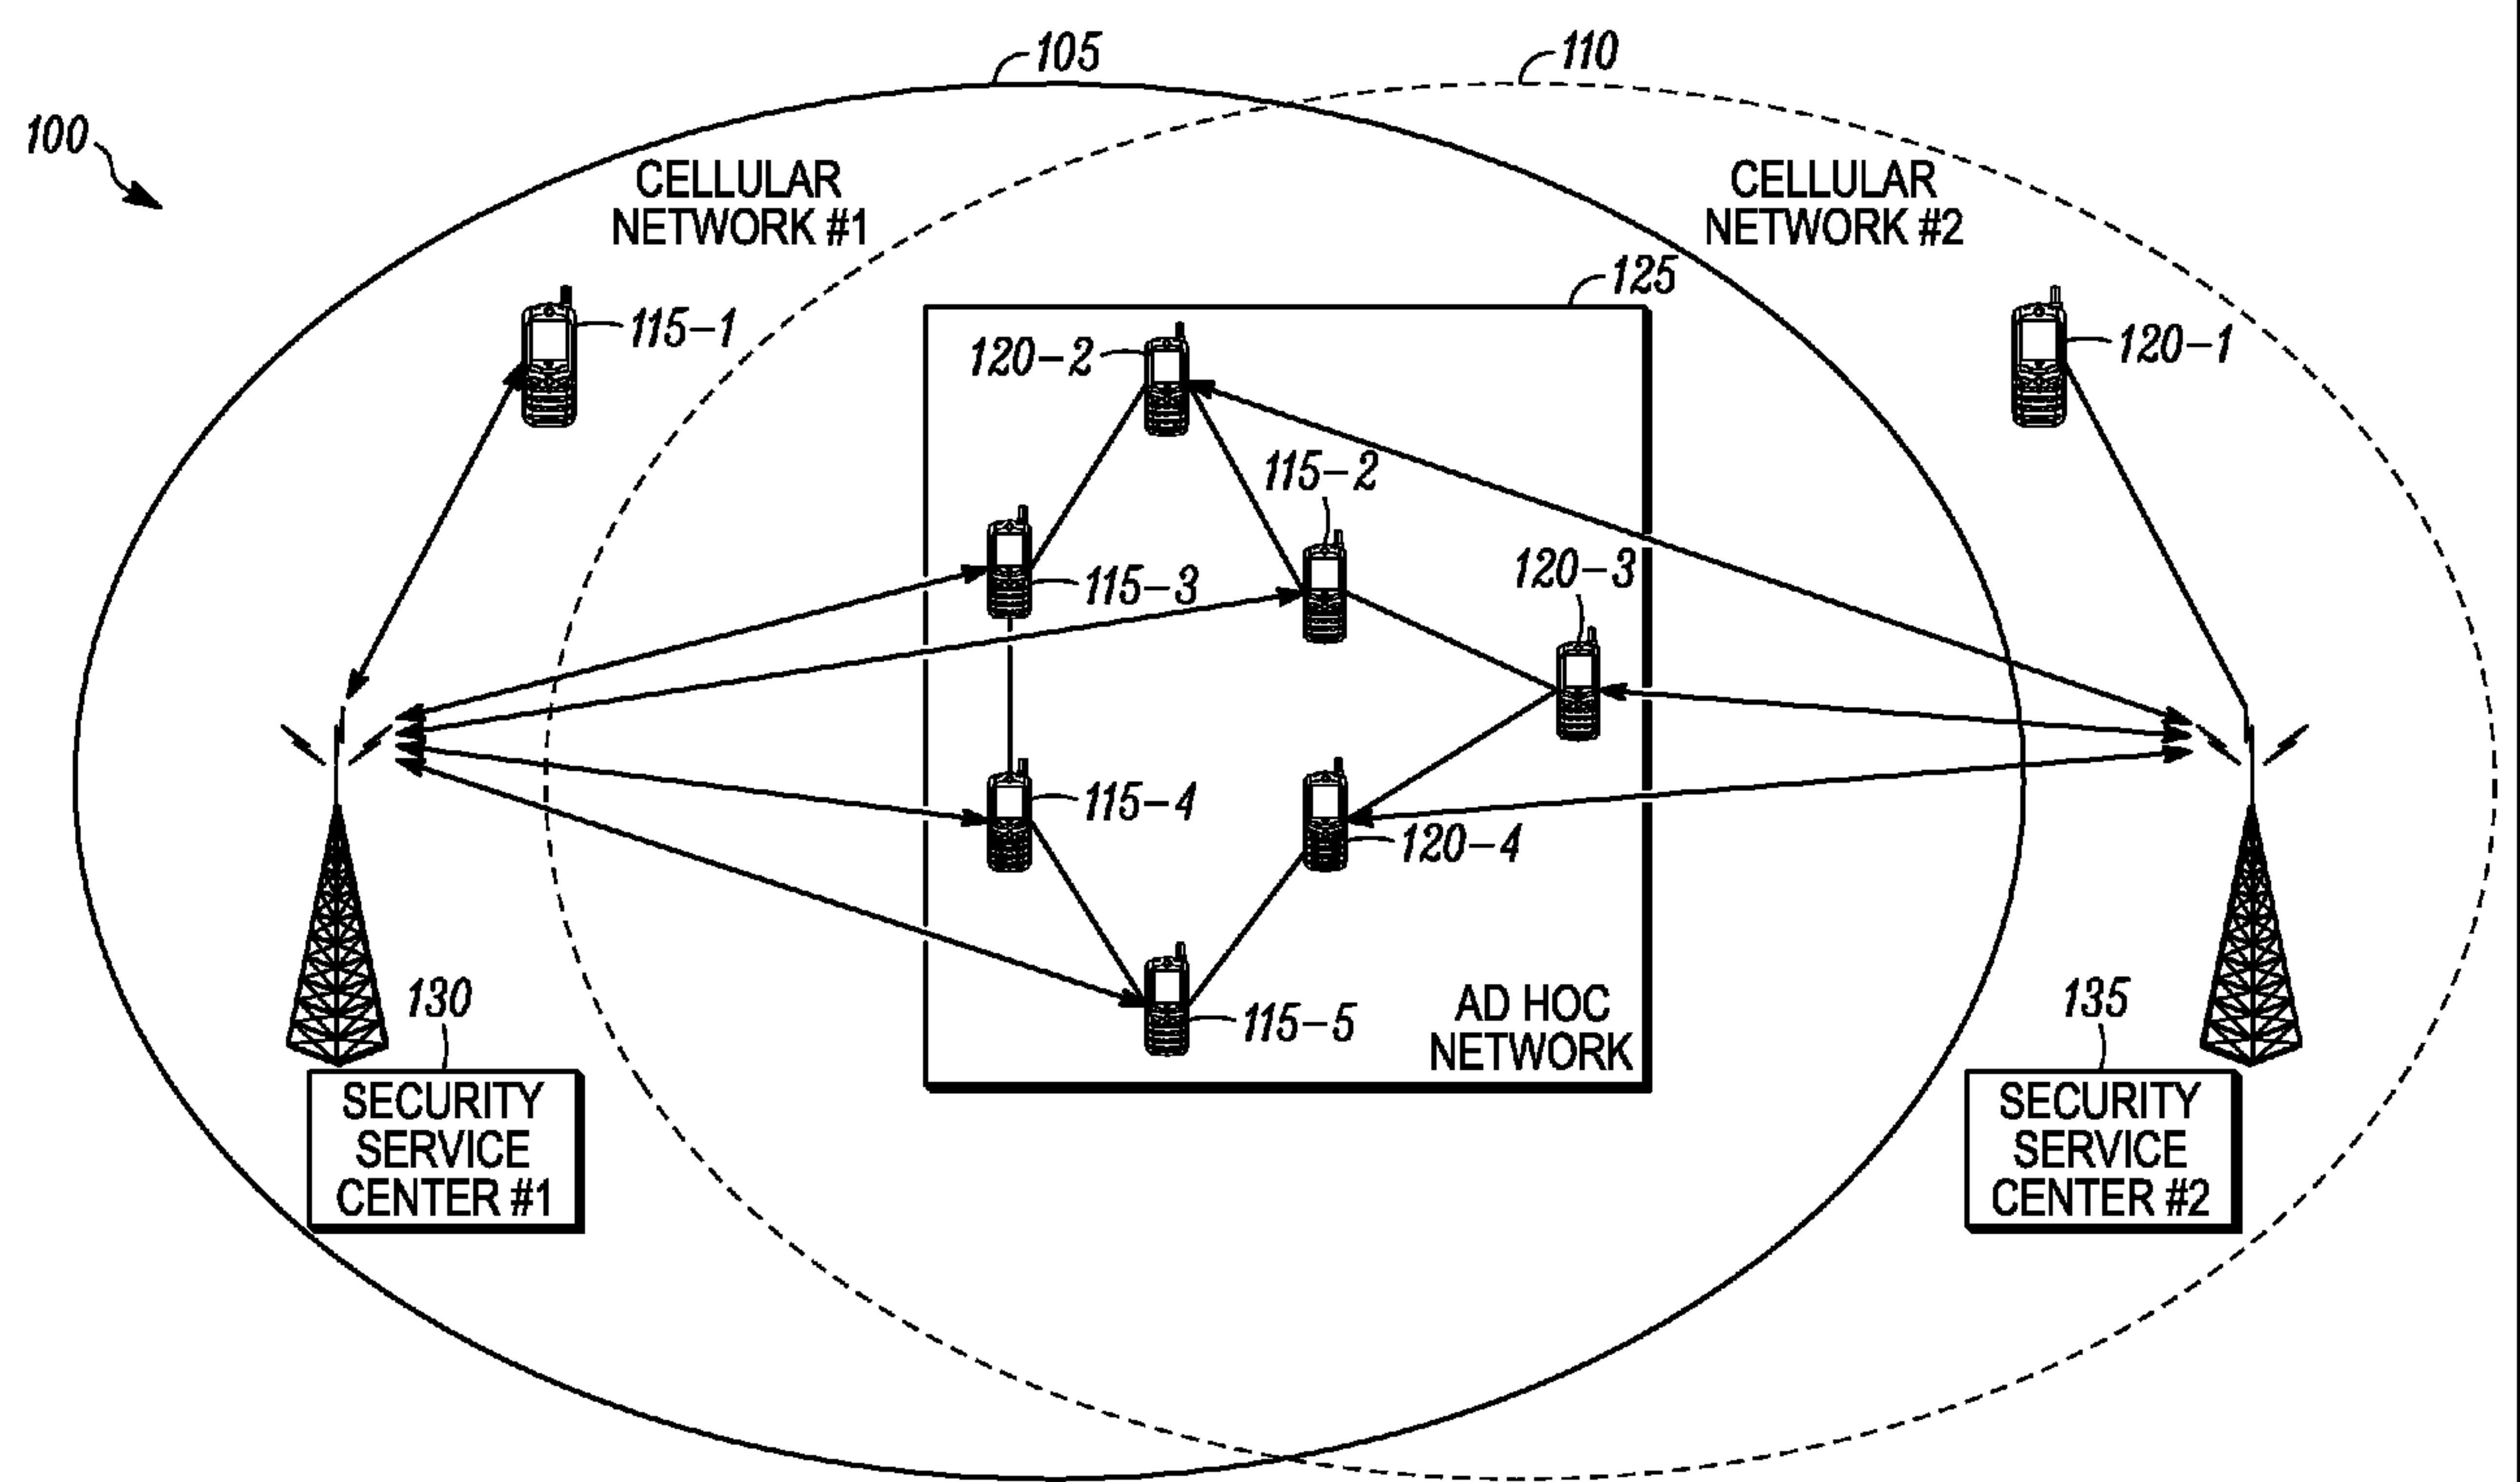 105
110
100
CELLULAR
NETWORK #1
CELLULAR
NETWORK #2
125
115-1
120-2
120-1
115-2
120-3
115-3
115-4
120-4
115-5
AD HOC
NETWORK
130
135
SECURITY
SERVICE
CENTER #1
SECURITY
SERVICE
CENTER #2